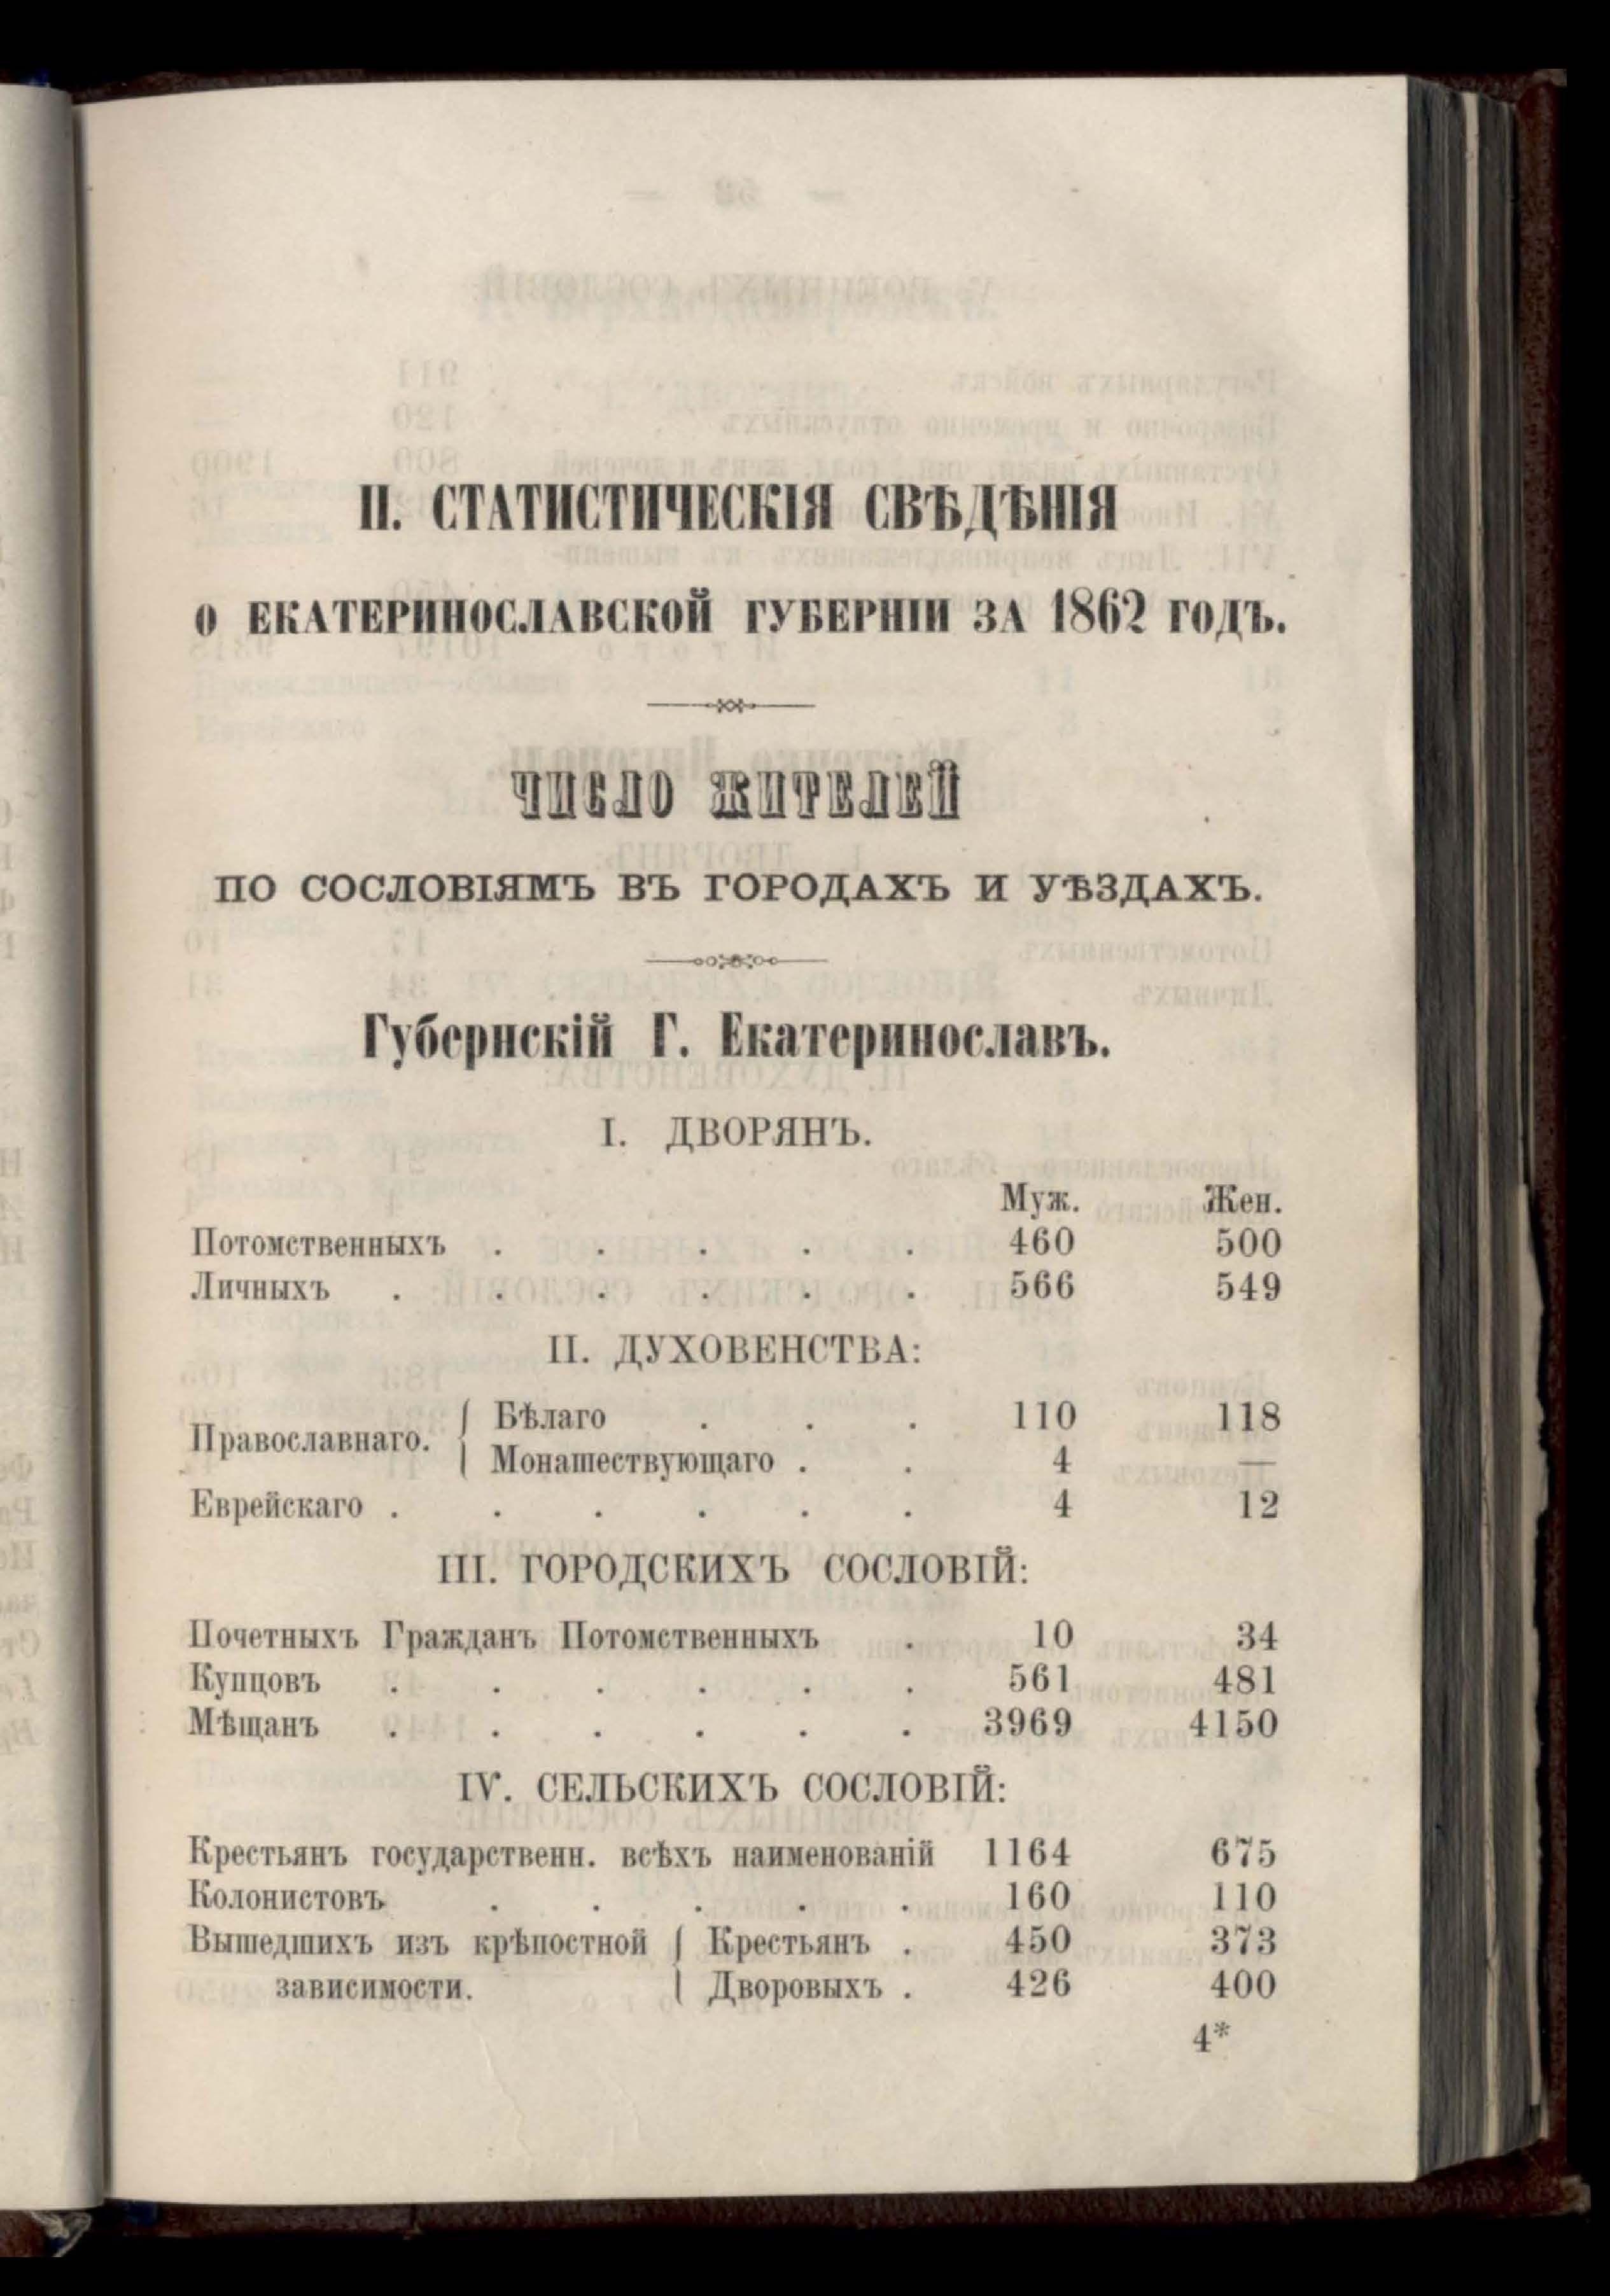 II. СТАТИСТИЧЕСКІЯ СВѢДѢНІЯ
О ЕКАТЕРИНОСЛАВСКОЙ ГУБЕРНІИ ЗА 1862 ГОДЪ.
ЧИСЛО ЖИТЕЛЕЙ
ПО СОСЛОВІЯМЪ ВЪ ГОРОДАХЪ И УѢЗДАХЪ.
Губернскій Г. Екатеринославъ.
I. ДВОРЯНЪ.
Муж. Жен.
Потомственныхъ . . . . . 460 500
Личныхъ . . . . . . 566 549
II. ДУХОВЕНСТВА:
Православнаго. { Бѣлаго . . . 110 118
Монашествующаго . . 4 —
Еврейскаго . . . . . . 4 12
III. ГОРОДСКИХЪ СОСЛОВІЙ:
Почетныхъ Гражданъ Потомственныхъ . 10 34
Купцовъ . . . . . . 561 481
Мѣщанъ . . . . . . 3969 4150
IV. СЕЛЬСКИХЪ СОСЛОВІЙ:
Крестьянъ государственн. всѣхъ наименованій 1164 675
Колонистовъ . . . . . 160 110
Вышедшихъ изъ крѣпостной { Крестьянъ . 450 373
зависимости. Дворовыхъ . 426 400
4*